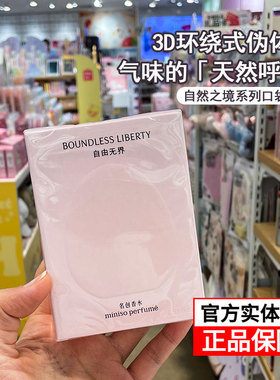 3D环绕式伪体
气味的「天然呼
自然之境系列口袋
BOUNDLESS LIBERTY
自由无界
名创香水
miniso perfume
官方实体
正品保